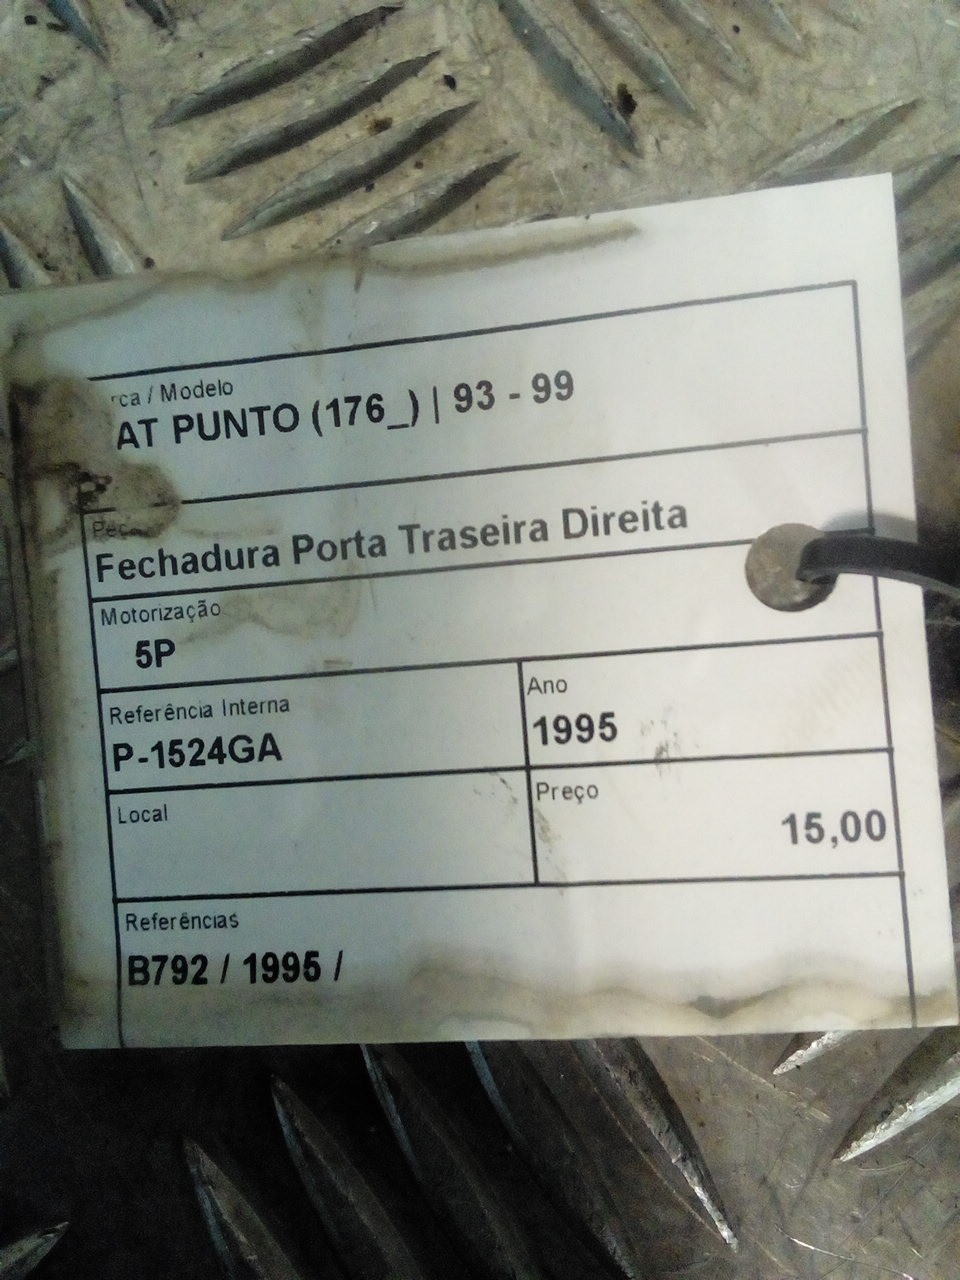 rca / Modelo
AT PUNTO (176_) | 93 - 99
Peç
Fechadura Porta Traseira Direita
Motorização
5P
Referência Interna
P-1524GA
Ano
1995
Local
Preço
15,00
Referências
B792 / 1995 /